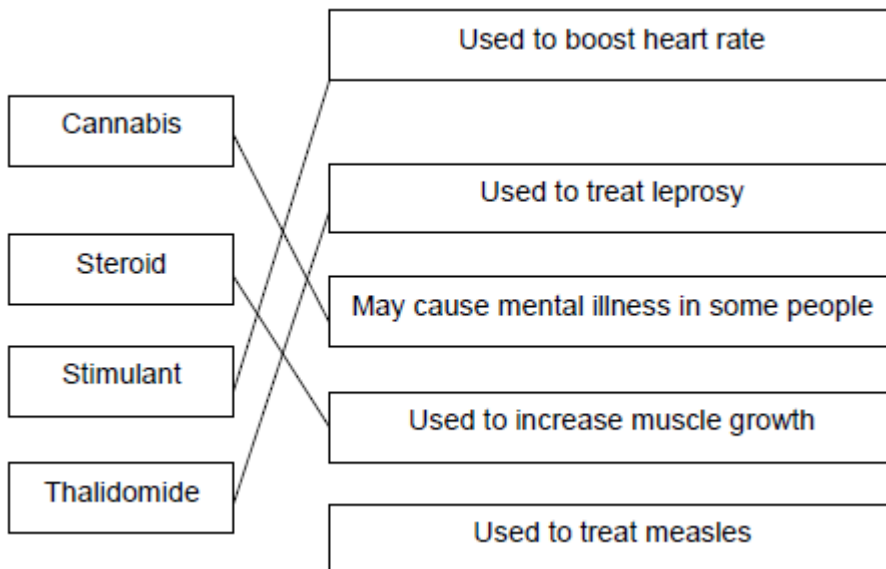 Cannabis
Steroid
Stimulant
Thalidomide
Used to boost heart rate
Used to treat leprosy
May cause mental illness in some people
Used to increase muscle growth
Used to treat measles